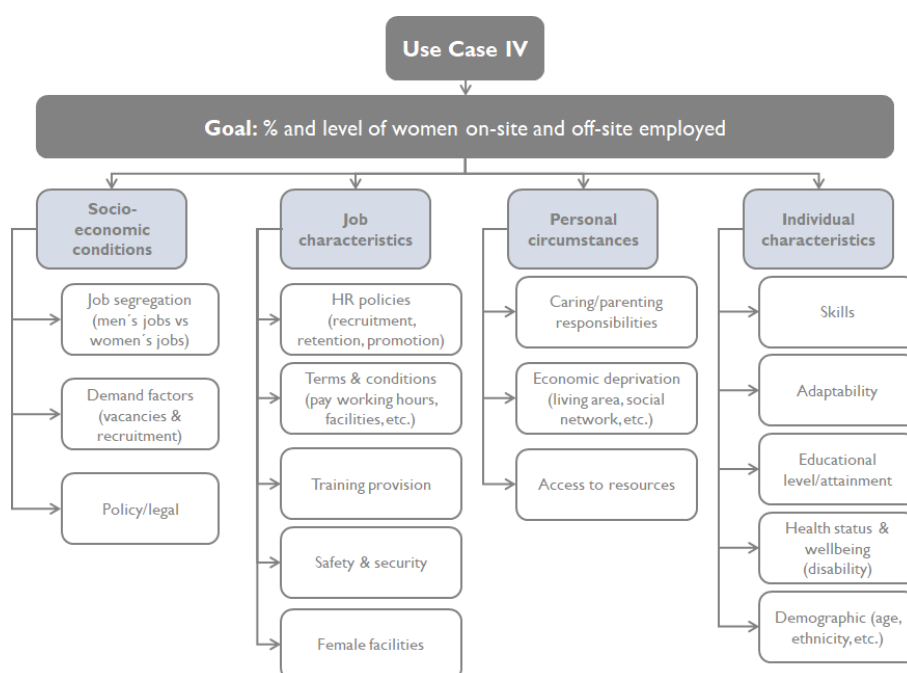 Use Case IV
Goal: % and level of women on-site and off-site employed
Socio-
economic
conditions
Job segregation
(men´s jobs vs
women´s jobs)
Demand factors
(vacancies &
recruitment)
Policy/legal
Job
characteristics
HR policies
(recruitment,
retention, promotion)
Terms & conditions
(pay working hours,
facilities, etc.)
Training provision
Safety & security
Female facilities
Personal
circumstances
Caring/parenting
responsibilities
Economic deprivation
(living area, social
network, etc.)
Access to resources
Individual
characteristics
Skills
Adaptability
Educational
level/attainment
Health status &
wellbeing
(disability)
Demographic (age,
ethnicity, etc.)